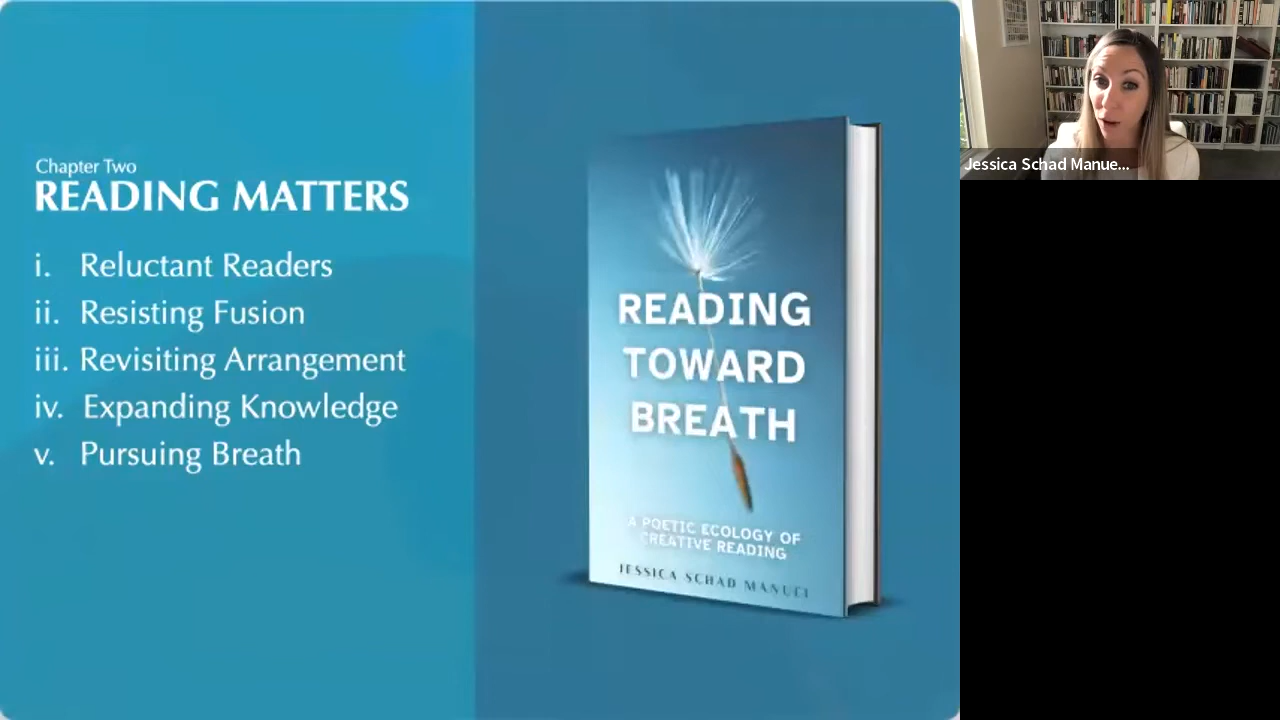 Chapter Two
READING MATTERS
i. Reluctant Readers
ii. Resisting Fusion
iii. Revisiting Arrangement
iv. Expanding Knowledge
v. Pursuing Breath
READING
TOWARD
BREATH
A POETIC ECOLOGY OF
CREATIVE READING
JESSICA SCHAD MANUEL
Jessica Schad Manue...